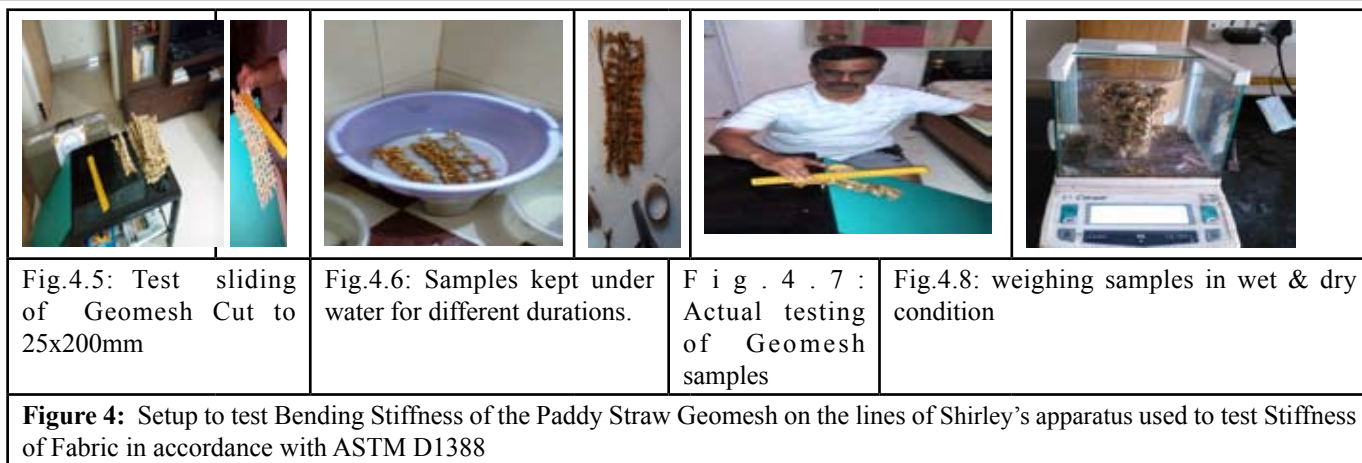 Fig.4.5: Test sliding
of Geomesh Cut to
25x200mm
Fig.4.6: Samples kept under
water for different durations.
Fig.4.7:
Actual testing
of Geomesh
samples
Fig.4.8: weighing samples in wet & dry
condition
Figure 4: Setup to test Bending Stiffness of the Paddy Straw Geomesh on the lines of Shirley's apparatus used to test Stiffness
of Fabric in accordance with ASTM D1388